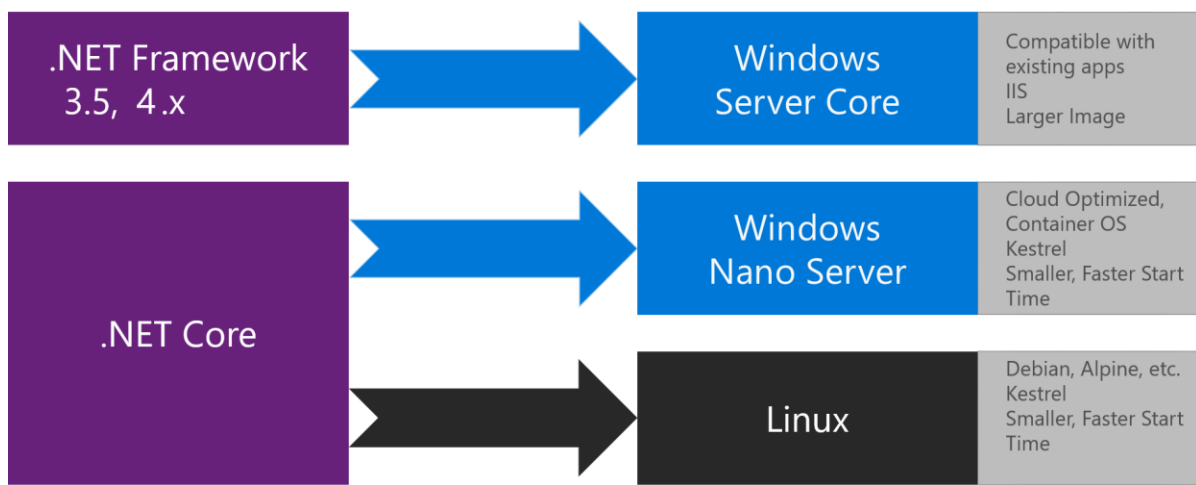 .NET Framework
3.5, 4.x
Windows
Server Core
Compatible with
existing apps
IIS
Larger Image
.NET Core
Windows
Nano Server
Cloud Optimized,
Container OS
Kestrel
Smaller, Faster Start
Time
Linux
Debian, Alpine, etc.
Kestrel
Smaller, Faster Start
Time